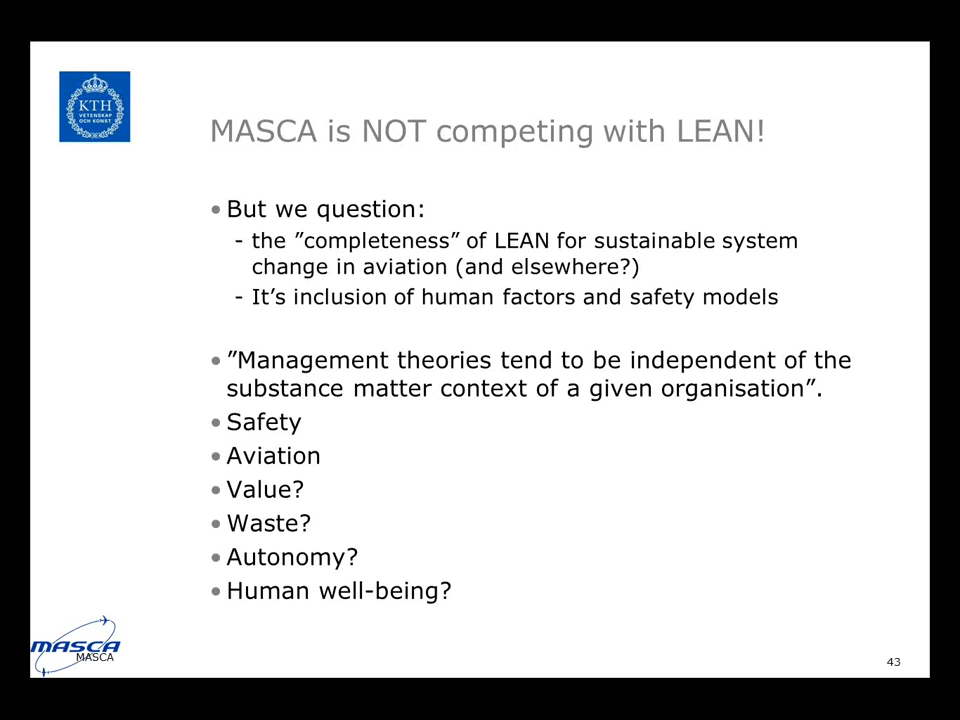 KTH
VETENSKAP
OCH KONST
MASCA is NOT competing with LEAN!
• But we question:
- the ”completeness” of LEAN for sustainable system
change in aviation (and elsewhere?)
- It’s inclusion of human factors and safety models
• ”Management theories tend to be independent of the
substance matter context of a given organisation”.
• Safety
• Aviation
• Value?
• Waste?
• Autonomy?
• Human well-being?
MASCA
MASCA
43